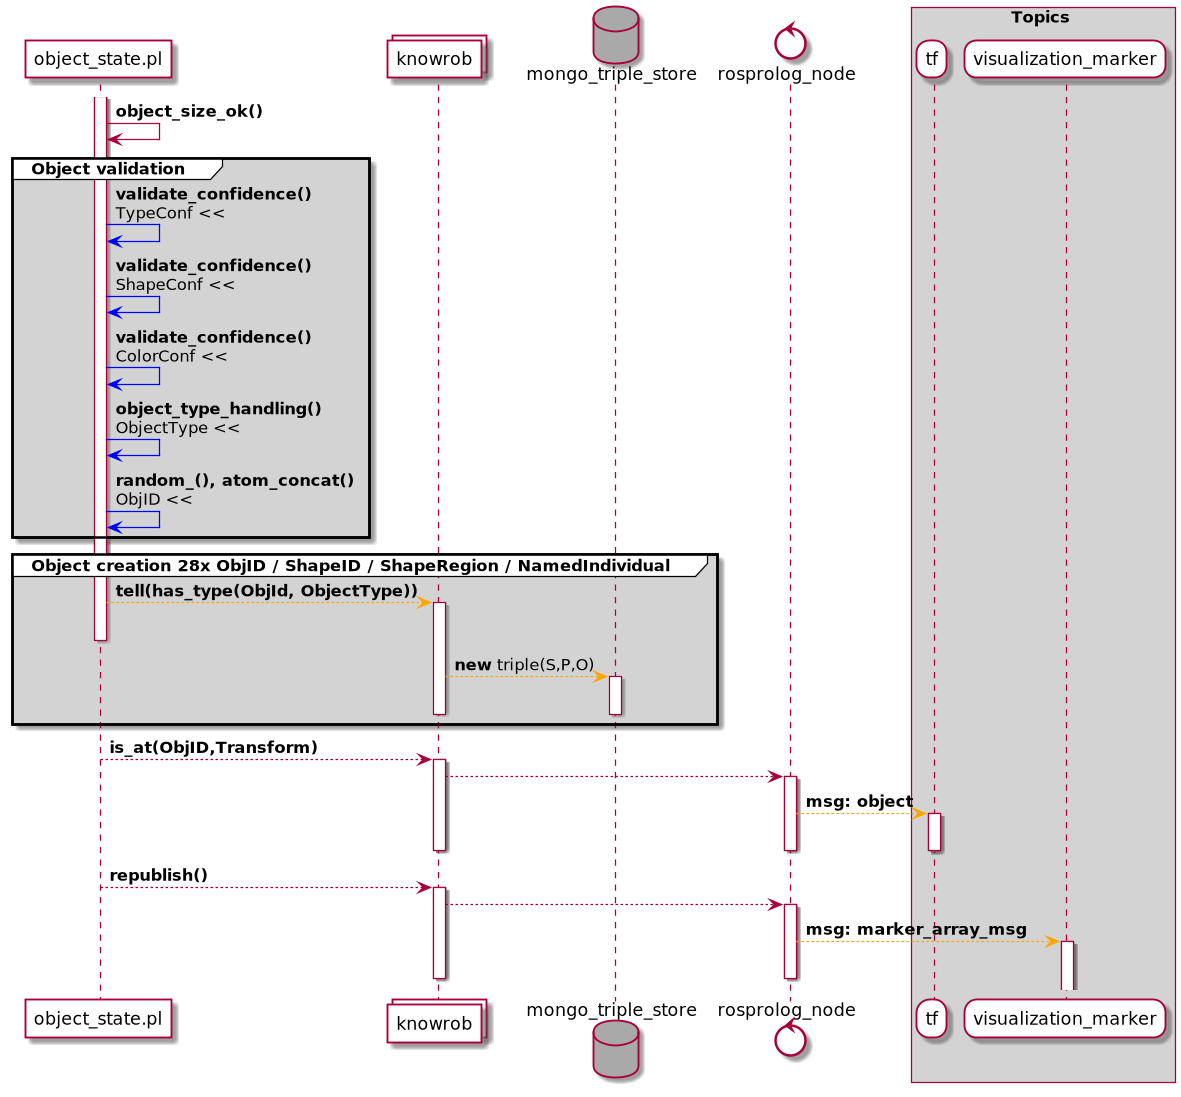 Topics
object_state.pl
knowrob
mongo_triple_store
rosprolog_node
tf
visualization_marker
object_size_ok()
Object validation
validate_confidence()
TypeConf <<
validate_confidence()
ShapeConf <<
validate_confidence()
ColorConf <<
object_type_handling()
ObjectType <<
random_(), atom_concat()
ObjID <<
Object creation 28x ObjID / ShapeID / ShapeRegion / NamedIndividual
tell(has_type(ObjId, ObjectType))
new triple(S,P,O)
is_at(ObjID,Transform)
msg: object
republish()
msg: marker_array_msg
object_state.pl
knowrob
mongo_triple_store
rosprolog_node
tf
visualization_marker